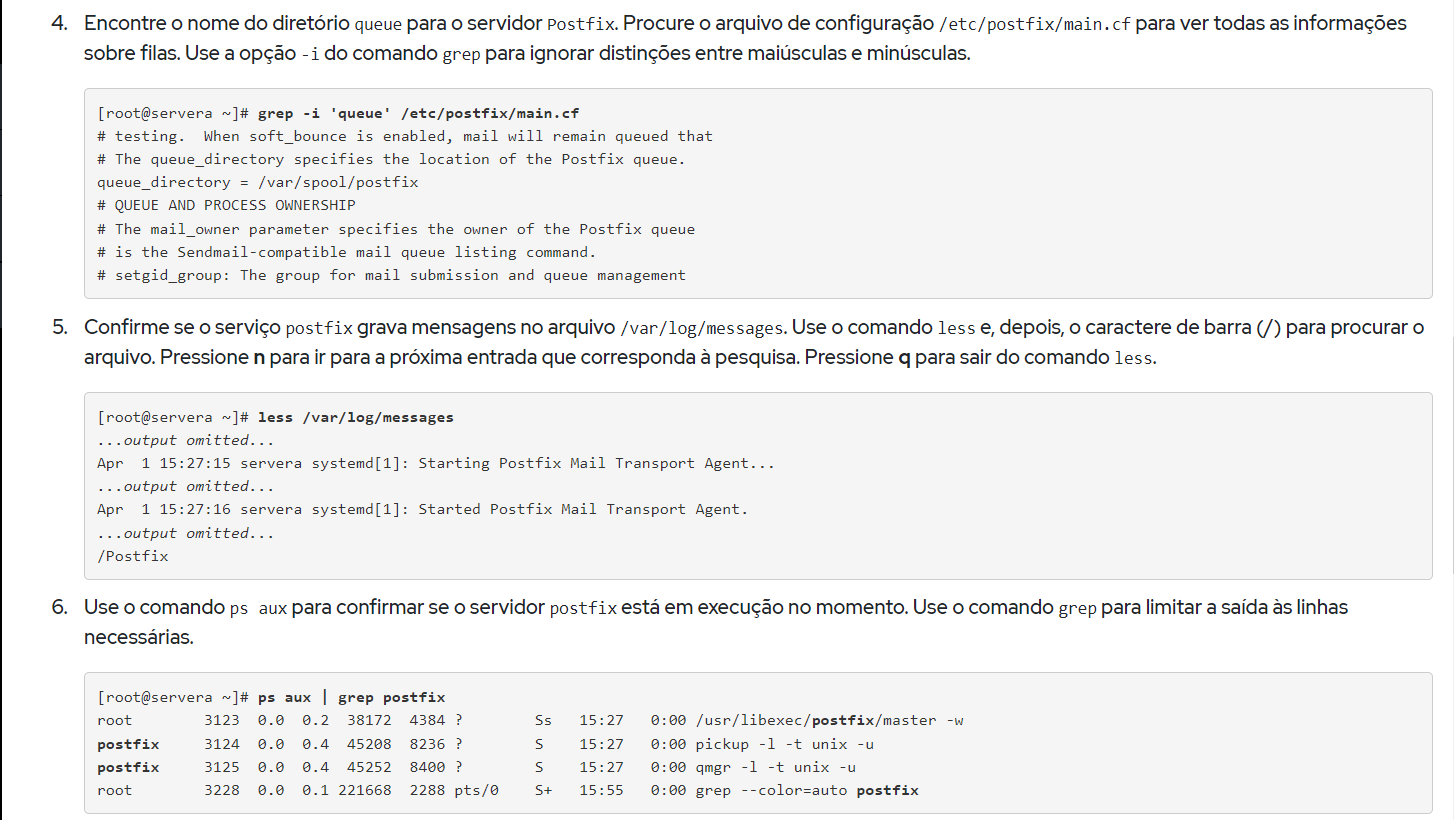 4. Encontre o nome do diretório queue para o servidor Postfix. Procure o arquivo de configuração /etc/postfix/main.cf para ver todas as informações
sobre filas. Use a opção -i do comando grep para ignorar distinções entre maiúsculas e minúsculas.
[root@servera ~]# grep -i 'queue' /etc/postfix/main.cf
# testing.  When soft_bounce is enabled, mail will remain queued that
# The queue_directory specifies the location of the Postfix queue.
queue_directory = /var/spool/postfix
# QUEUE AND PROCESS OWNERSHIP
# The mail_owner parameter specifies the owner of the Postfix queue
# is the Sendmail-compatible mail queue listing command.
# setgid_group: The group for mail submission and queue management
5. Confirme se o serviço postfix grava mensagens no arquivo /var/log/messages. Use o comando less e, depois, o caractere de barra (/) para procurar o
arquivo. Pressione n para ir para a próxima entrada que corresponda à pesquisa. Pressione q para sair do comando less.
[root@servera ~]# less /var/log/messages
...output omitted...
Apr  1 15:27:15 servera systemd[1]: Starting Postfix Mail Transport Agent...
...output omitted...
Apr  1 15:27:16 servera systemd[1]: Started Postfix Mail Transport Agent.
...output omitted...
/Postfix
6. Use o comando ps aux para confirmar se o servidor postfix está em execução no momento. Use o comando grep para limitar a saída às linhas
necessárias.
[root@servera ~]# ps aux | grep postfix
root        3123  0.0  0.2  38172  4384 ?        Ss   15:27   0:00 /usr/libexec/postfix/master -w
postfix     3124  0.0  0.4  45208  8236 ?        S    15:27   0:00 pickup -l -t unix -u
postfix     3125  0.0  0.4  45252  8400 ?        S    15:27   0:00 qmgr -l -t unix -u
root        3228  0.0  0.1 221668  2288 pts/0    S+   15:55   0:00 grep --color=auto postfix